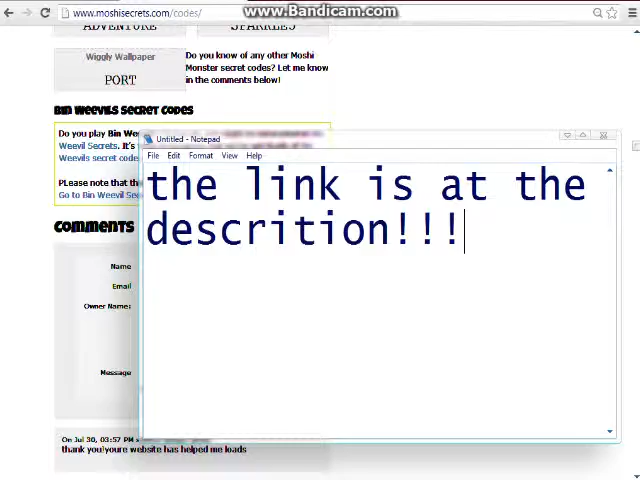 www.Bandicam.com
www.moshisecrets.com/codes/
ADVENTURE SPARKLES
Wiggly Wallpaper
PORT
Do you know of any other Moshi
Monster secret codes? Let me know
in the comments below!
Bin Weevils Secret Codes
Do you play Bin Wee
Weevil Secrets. It's
Weevils secret code
PLease note that th
Go to Bin Weevil Se
Untitled - Notepad
File Edit Format View Help
the link is at the
descrition!!!
Comments
Name
Email
Owner Name:
Message
On Jul 30, 03:57 PM
thank you!youre website has helped me loads